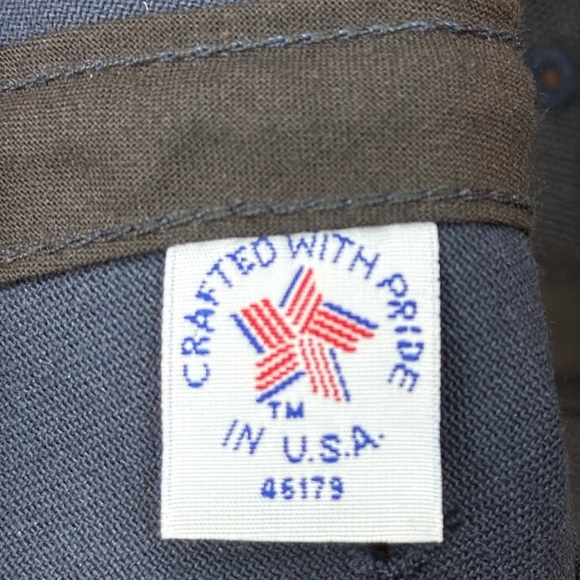 CRAFTED WITH PRIDE
TM
IN U.S.A.
46179